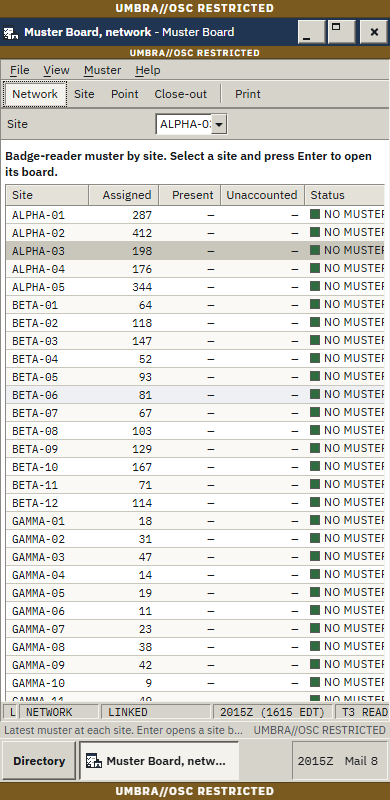 UMBRA//OSC RESTRICTED
Muster Board, network - Muster Board
UMBRA//OSC RESTRICTED
File View Muster Help
Network Site Point Close-out Print
Site ALPHA-0
Badge-reader muster by site. Select a site and press Enter to open
its board.
Site Assigned Present Unaccounted Status
ALPHA-01 287 — — NO MUSTER
ALPHA-02 412 — — NO MUSTER
ALPHA-03 198 — — NO MUSTER
ALPHA-04 176 — — NO MUSTER
ALPHA-05 344 — — NO MUSTER
BETA-01 64 — — NO MUSTER
BETA-02 118 — — NO MUSTER
BETA-03 147 — — NO MUSTER
BETA-04 52 — — NO MUSTER
BETA-05 93 — — NO MUSTER
BETA-06 81 — — NO MUSTER
BETA-07 67 — — NO MUSTER
BETA-08 103 — — NO MUSTER
BETA-09 129 — — NO MUSTER
BETA-10 167 — — NO MUSTER
BETA-11 71 — — NO MUSTER
BETA-12 114 — — NO MUSTER
GAMMA-01 18 — — NO MUSTER
GAMMA-02 31 — — NO MUSTER
GAMMA-03 47 — — NO MUSTER
GAMMA-04 14 — — NO MUSTER
GAMMA-05 19 — — NO MUSTER
GAMMA-06 11 — — NO MUSTER
GAMMA-07 23 — — NO MUSTER
GAMMA-08 38 — — NO MUSTER
GAMMA-09 42 — — NO MUSTER
GAMMA-10 9 — — NO MUSTER
L NETWORK LINKED 2015Z (1615 EDT) T3 READ
Latest muster at each site. Enter opens a site b... UMBRA//OSC RESTRICTED
Directory Muster Board, netw... 2015Z Mail 8
UMBRA//OSC RESTRICTED